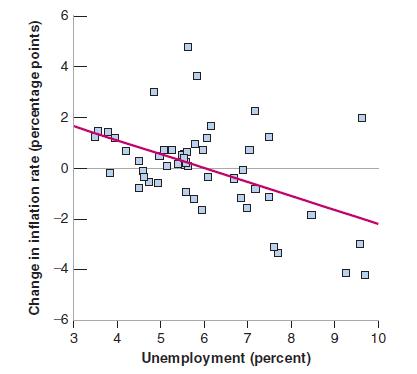 Change in inflation rate (percentage points)
6
4
2
0
–2
–4
–6
3 4 5 6 7 8 9 10
Unemployment (percent)